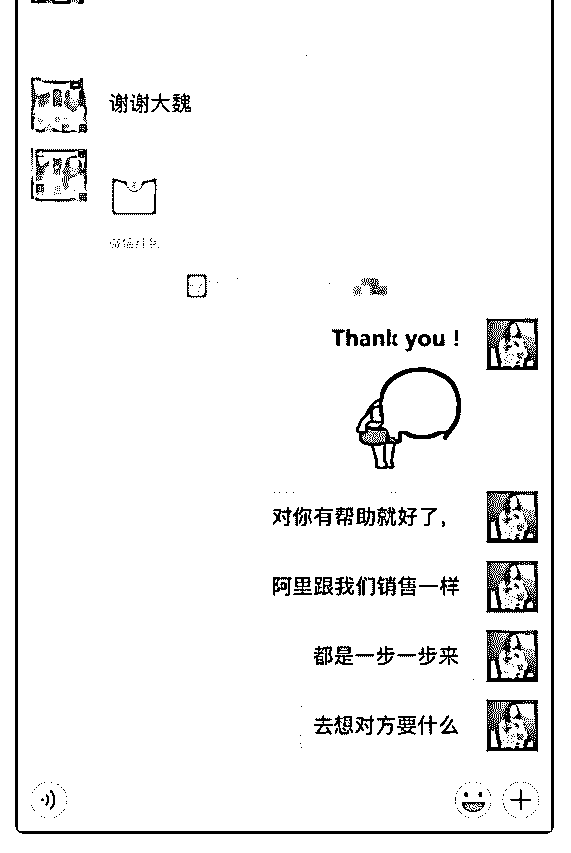 谢谢大魏
Thank you !
对你有帮助就好了，
阿里跟我们销售一样
都是一步一步来
去想对方要什么